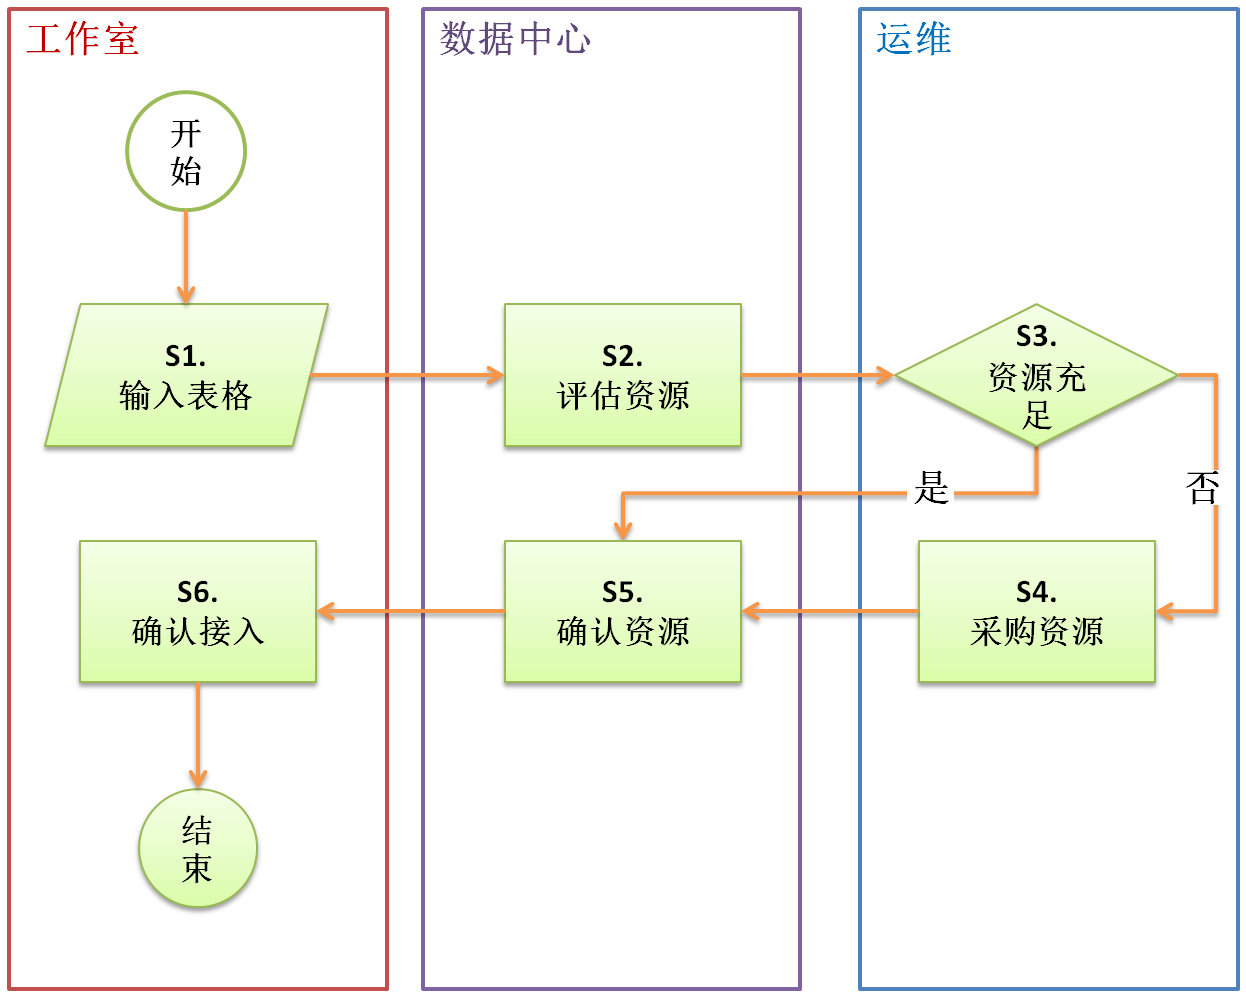 工作室
数据中心
运维
开
始
S1.
输入表格
S2.
评估资源
S3.
资源充
足
是
否
S6.
确认接入
S5.
确认资源
S4.
采购资源
结
束